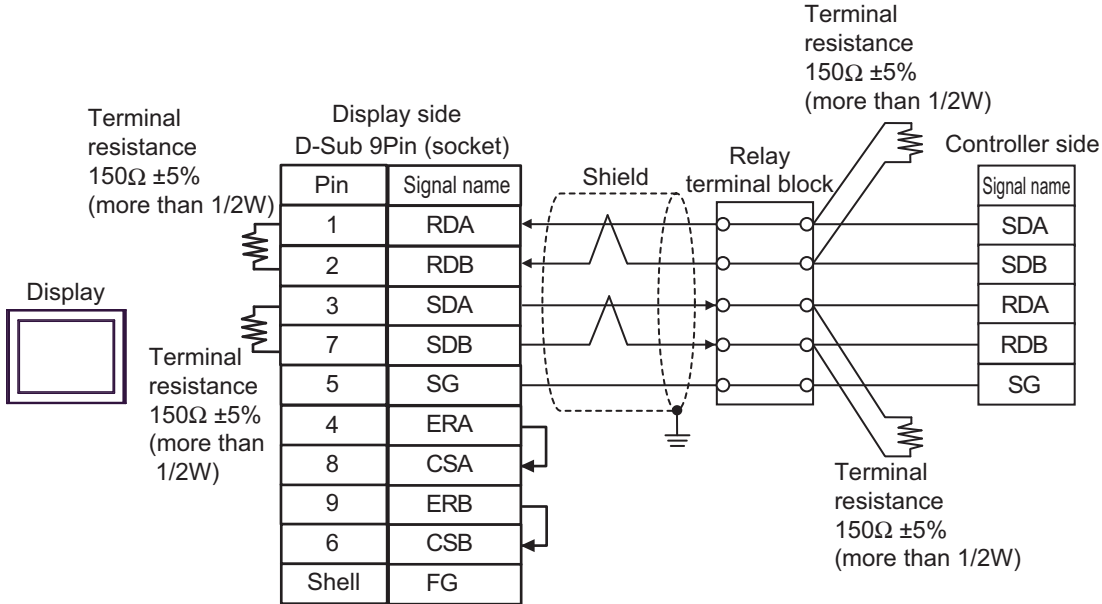 Terminal
resistance
150Ω ±5%
(more than 1/2W)
Terminal
resistance
150Ω ±5%
(more than 1/2W)
Display side
D-Sub 9Pin (socket)
Pin Signal name
1 RDA
2 RDB
3 SDA
7 SDB
5 SG
4 ERA
8 CSA
9 ERB
6 CSB
Shell FG
Shield
Relay
terminal block
Controller side
Signal name
SDA
SDB
RDA
RDB
SG
Display
Terminal
resistance
150Ω ±5%
(more than
1/2W)
Terminal
resistance
150Ω ±5%
(more than 1/2W)